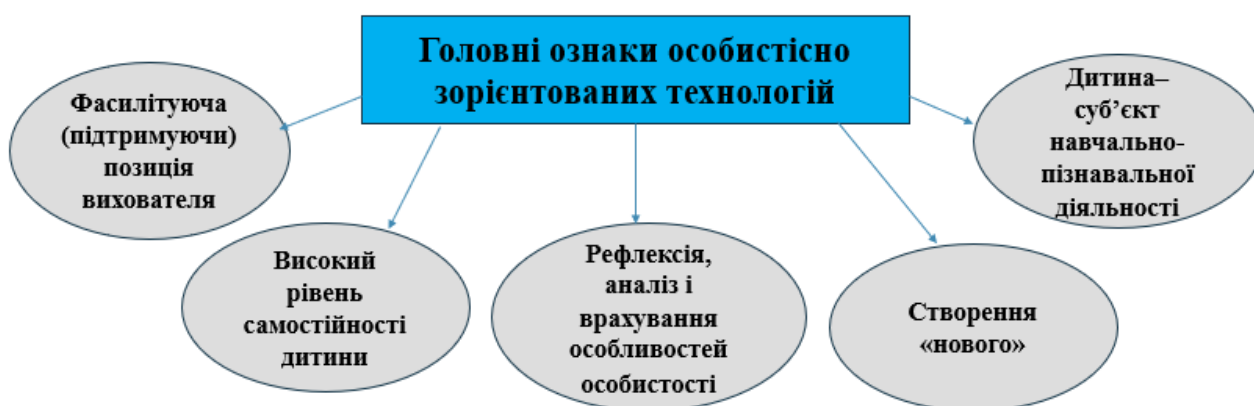 Головні ознаки особистісно
зорієнтованих технологій
Фасилітуюча
(підтримуючи)
позиція
вихователя
Високий
рівень
самостійності
дитини
Рефлексія,
аналіз і
врахування
особливостей
особистості
Створення
«нового»
Дитина–
суб’єкт
навчально-
пізнавальної
діяльності